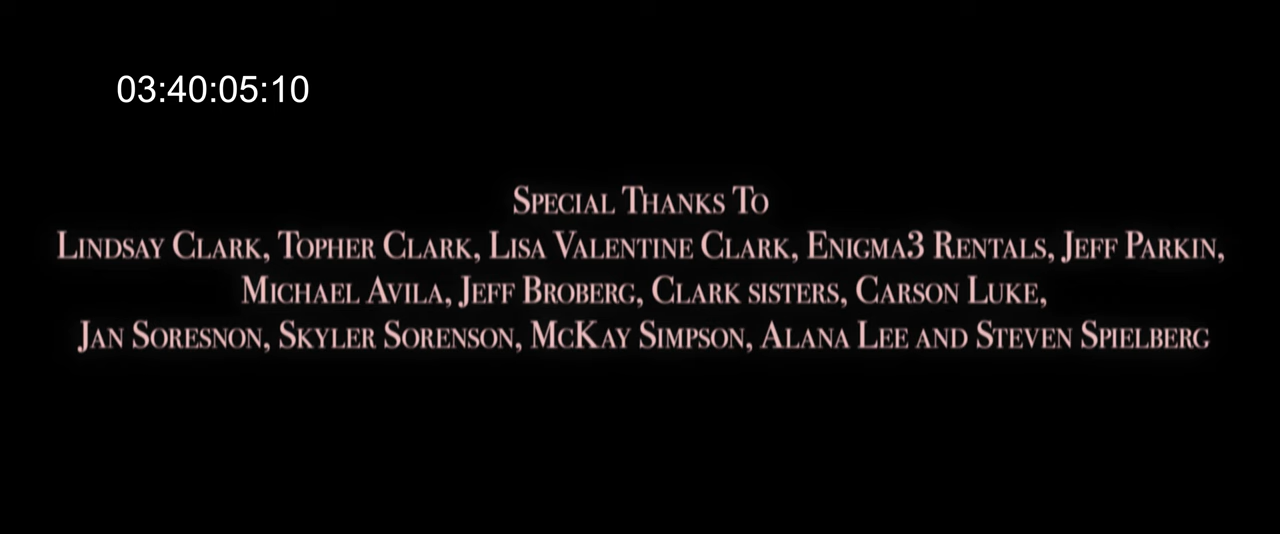 03:40:05:10
Special Thanks To
Lindsay Clark, Topher Clark, Lisa Valentine Clark, Enigma3 Rentals, Jeff Parkin,
Michael Avila, Jeff Broberg, Clark sisters, Carson Luke,
Jan Soresnon, Skyler Sorenson, McKay Simpson, Alana Lee and Steven Spielberg